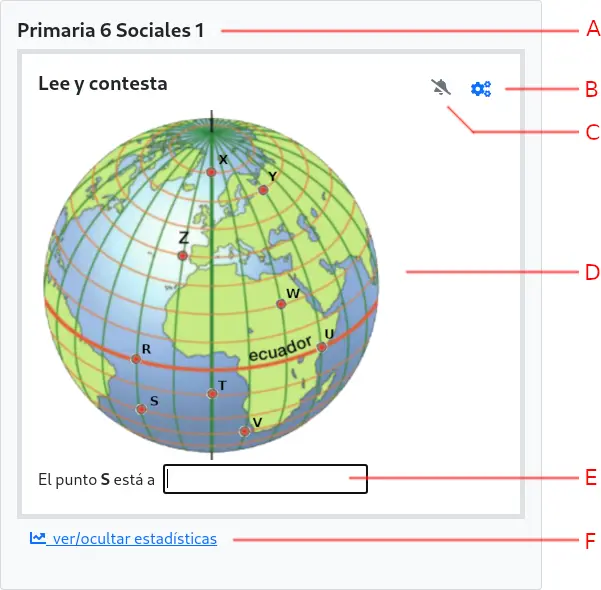 Primaria 6 Sociales 1
A
Lee y contesta
B
C
X
Y
Z
D
W
U
R
ecuador
T
S
V
El punto S está a
E
ver/ocultar estadísticas
F